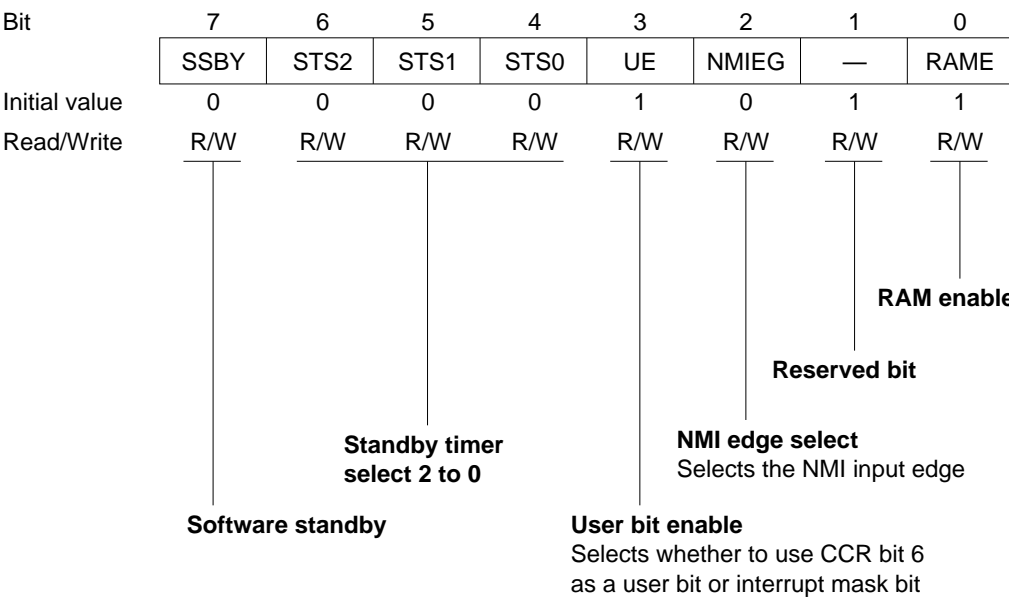 Bit 7 6 5 4 3 2 1 0
SSBY STS2 STS1 STS0 UE NMIEG — RAME
Initial value 0 0 0 0 1 0 1 1
Read/Write R/W R/W R/W R/W R/W R/W R/W R/W
RAM enable
Reserved bit
Standby timer
select 2 to 0
NMI edge select
Selects the NMI input edge
Software standby
User bit enable
Selects whether to use CCR bit 6
as a user bit or interrupt mask bit